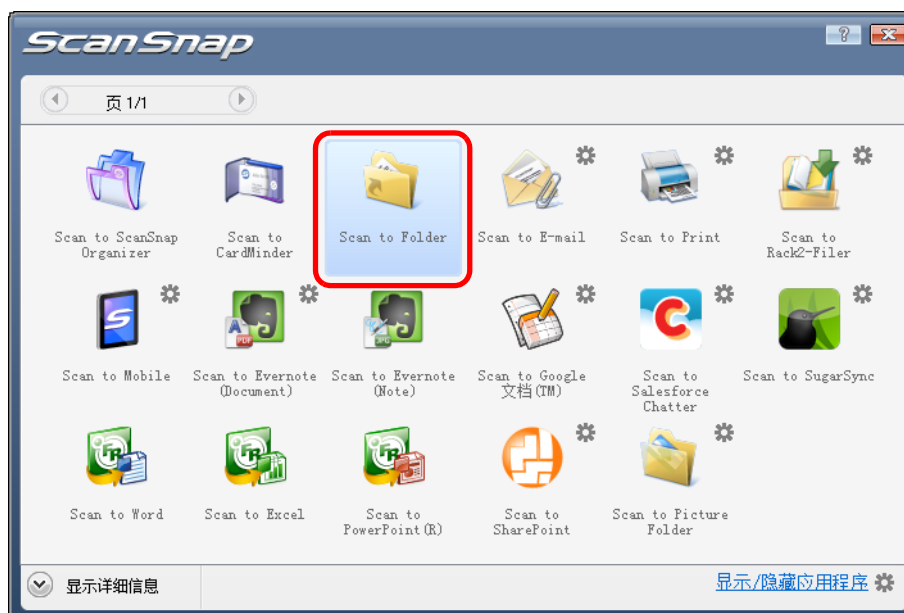 ScanSnap
页 1/1
Scan to ScanSnap
Organizer
Scan to
CardMinder
Scan to Folder
Scan to E-mail
Scan to Print
Scan to
Rack2-Filer
Scan to Mobile
Scan to Evernote
(Document)
Scan to Evernote
(Note)
Scan to Google
文档(TM)
Scan to
Salesforce
Chatter
Scan to SugarSync
Scan to Word
Scan to Excel
Scan to
PowerPoint(R)
Scan to
SharePoint
Scan to Picture
Folder
显示详细信息
显示/隐藏应用程序